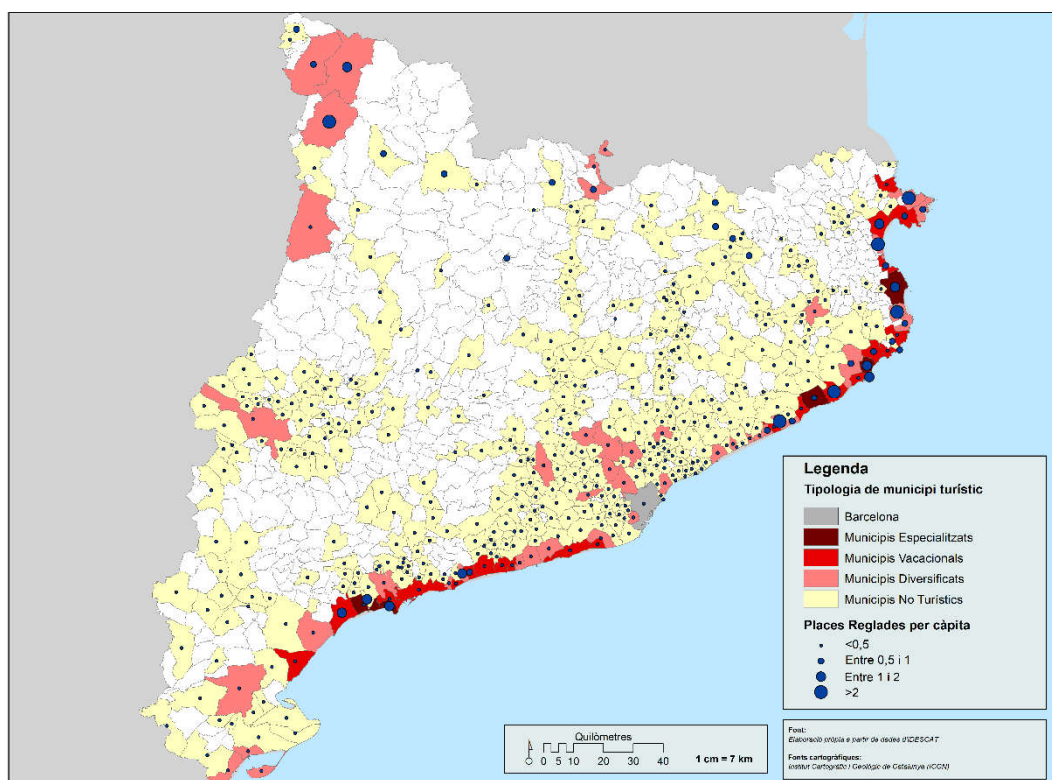 Legenda
Tipologia de municipi turístic
Barcelona
Municipis Especialitzats
Municipis Vacacionals
Municipis Diversificats
Municipis No Turístics
Places Reglades per càpita
<0,5
Entre 0,5 i 1
Entre 1 i 2
>2
Quilòmetres
0 5 10 20 30 40
1 cm = 7 km
Font:
Elaboració pròpia a partir de dades d'IDESCAT
Fonts cartogràfiques:
Institut Cartogràfic i Geològic de Catalunya (ICGN)